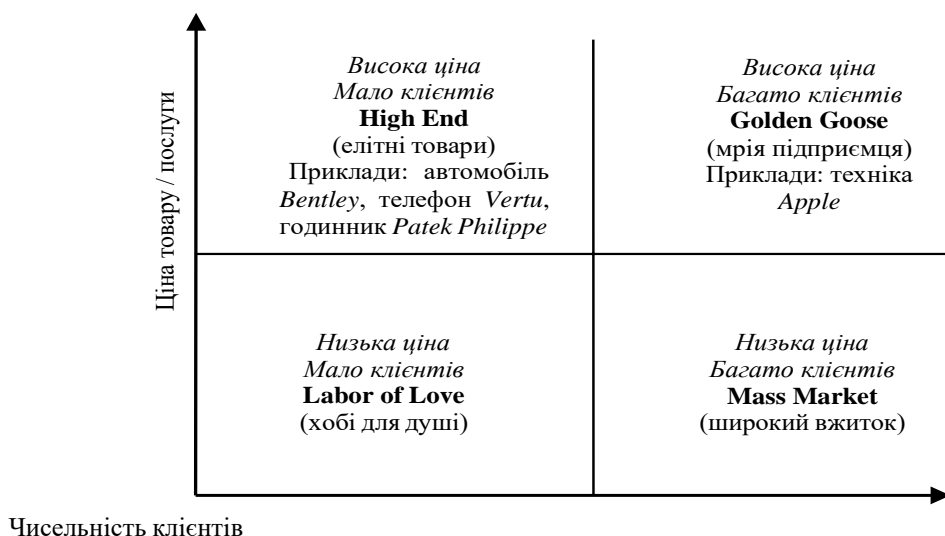 Ціна товару / послуги
Висока ціна
Мало клієнтів
High End
(елітні товари)
Приклади: автомобіль
Bentley, телефон Vertu,
годинник Patek Philippe
Висока ціна
Багато клієнтів
Golden Goose
(мрія підприємця)
Приклади: техніка
Apple
Низька ціна
Мало клієнтів
Labor of Love
(хобі для душі)
Низька ціна
Багато клієнтів
Mass Market
(широкий вжиток)
Чисельність клієнтів